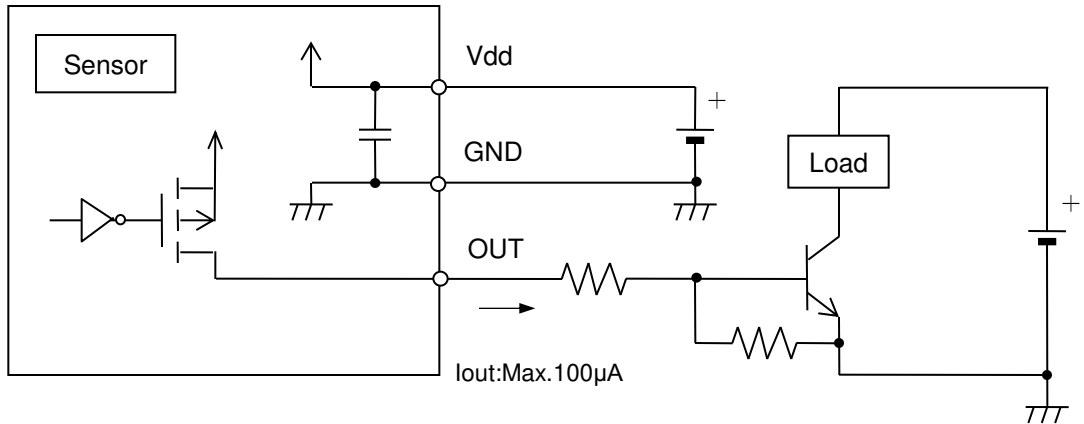 Sensor
Vdd
+
GND
Load
+
OUT
Iout:Max.100µA